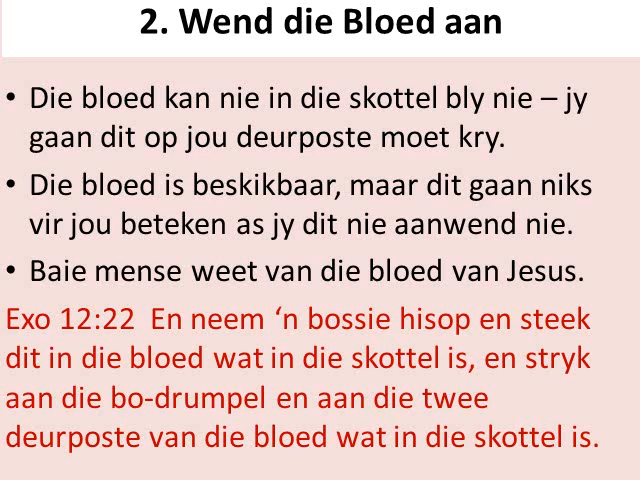 2. Wend die Bloed aan
• Die bloed kan nie in die skottel bly nie – jy
gaan dit op jou deurposte moet kry.
• Die bloed is beskikbaar, maar dit gaan niks
vir jou beteken as jy dit nie aanwend nie.
• Baie mense weet van die bloed van Jesus.
Exo 12:22  En neem ‘n bossie hisop en steek
dit in die bloed wat in die skottel is, en stryk
aan die bo-drumpel en aan die twee
deurposte van die bloed wat in die skottel is.